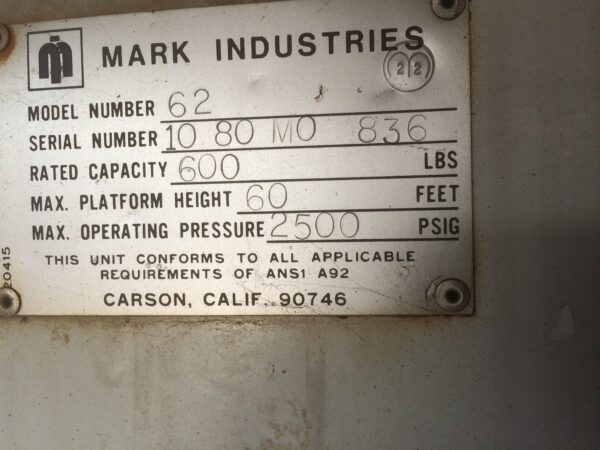 MARK INDUSTRIES
22
MODEL NUMBER 62
SERIAL NUMBER 10 80 MO 836
RATED CAPACITY 600 LBS
MAX. PLATFORM HEIGHT 60 FEET
MAX. OPERATING PRESSURE 2500 PSIG
THIS UNIT CONFORMS TO ALL APPLICABLE
REQUIREMENTS OF ANS1 A92
CARSON, CALIF. 90746
20415